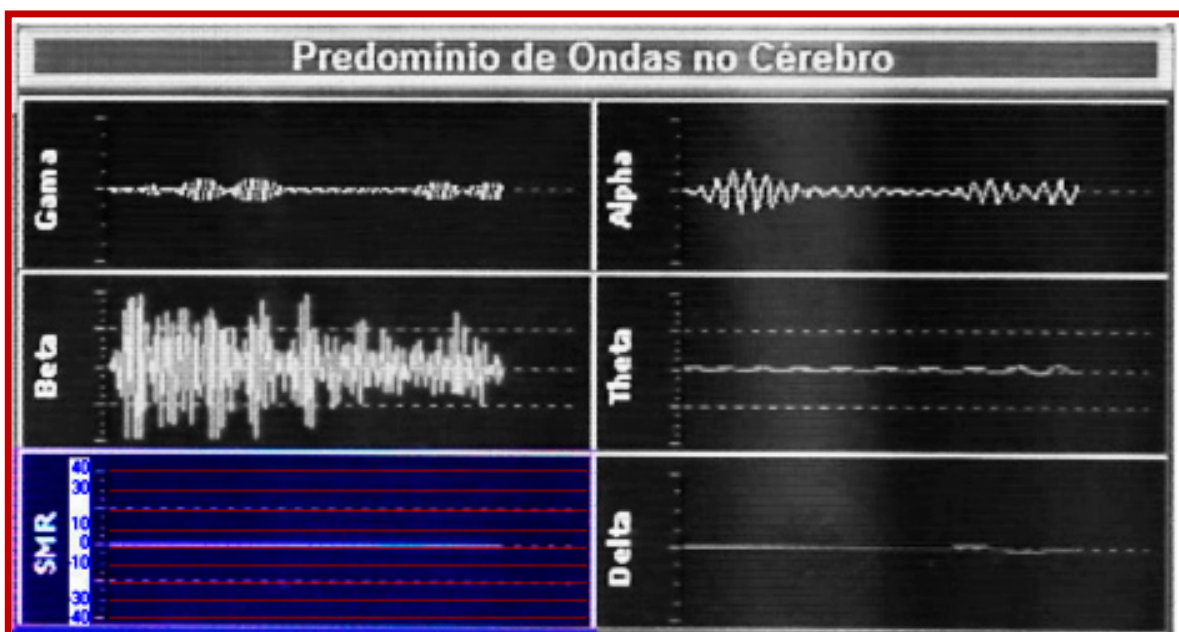 Predomínio de Ondas no Cérebro
Gama
Alpha
Beta
Theta
SMR
40
30
10
0
-10
30
-40
Delta